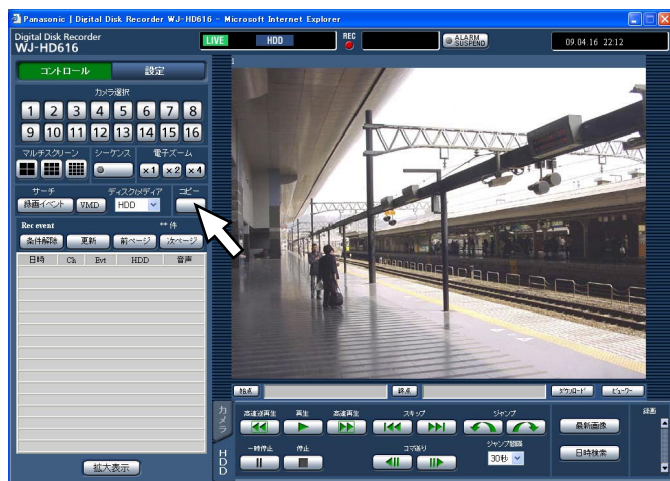 Panasonic | Digital Disk Recorder WJ-HD616 - Microsoft Internet Explorer
Digital Disk Recorder
WJ-HD616
LIVE HDD REC ALARM SUSPEND 09.04.16 22:12
コントロール 設定
カメラ選択
1 2 3 4 5 6 7 8
9 10 11 12 13 14 15 16
マルチスクリーン シーケンス 電子ズーム
×1 ×2 ×4
サーチ ディスク/メディア コピー
録画イベント VMD HDD
Rec event ** 件
条件解除 更新 前ページ 次ページ
日時 Ch Evt HDD 音声
拡大表示
始点 終点 ダウンロード ビューワー
カメラ
HDD
高速逆再生 再生 高速再生 スキップ ジャンプ 録画
最新画像
一時停止 停止 コマ送り ジャンプ間隔
30秒 日時検索